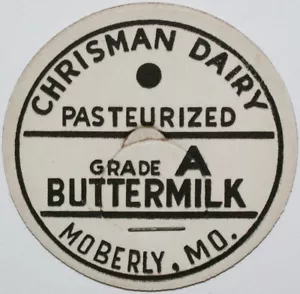 CHRISMAN DAIRY
PASTEURIZED
GRADE A
BUTTERMILK
MOBERLY, MO.